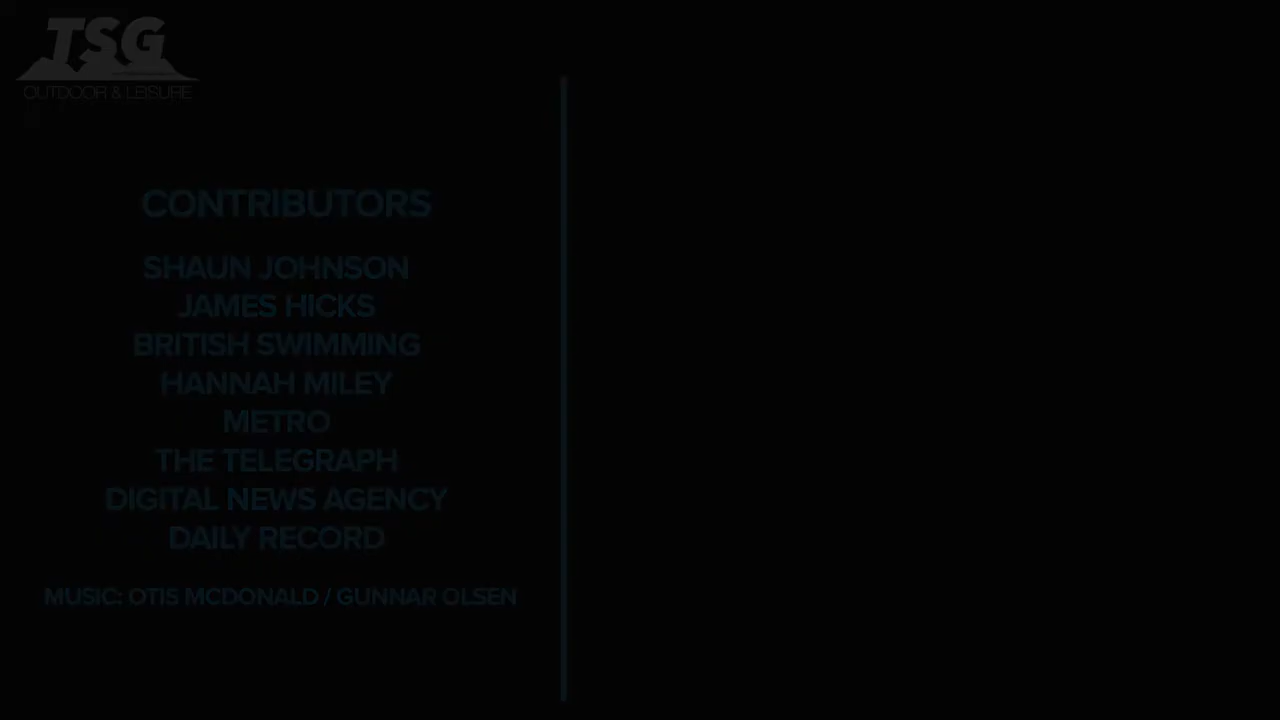 TSG
OUTDOOR & LEISURE
CONTRIBUTORS
SHAUN JOHNSON
JAMES HICKS
BRITISH SWIMMING
HANNAH MILEY
METRO
THE TELEGRAPH
DIGITAL NEWS AGENCY
DAILY RECORD
MUSIC: OTIS MCDONALD / GUNNAR OLSEN